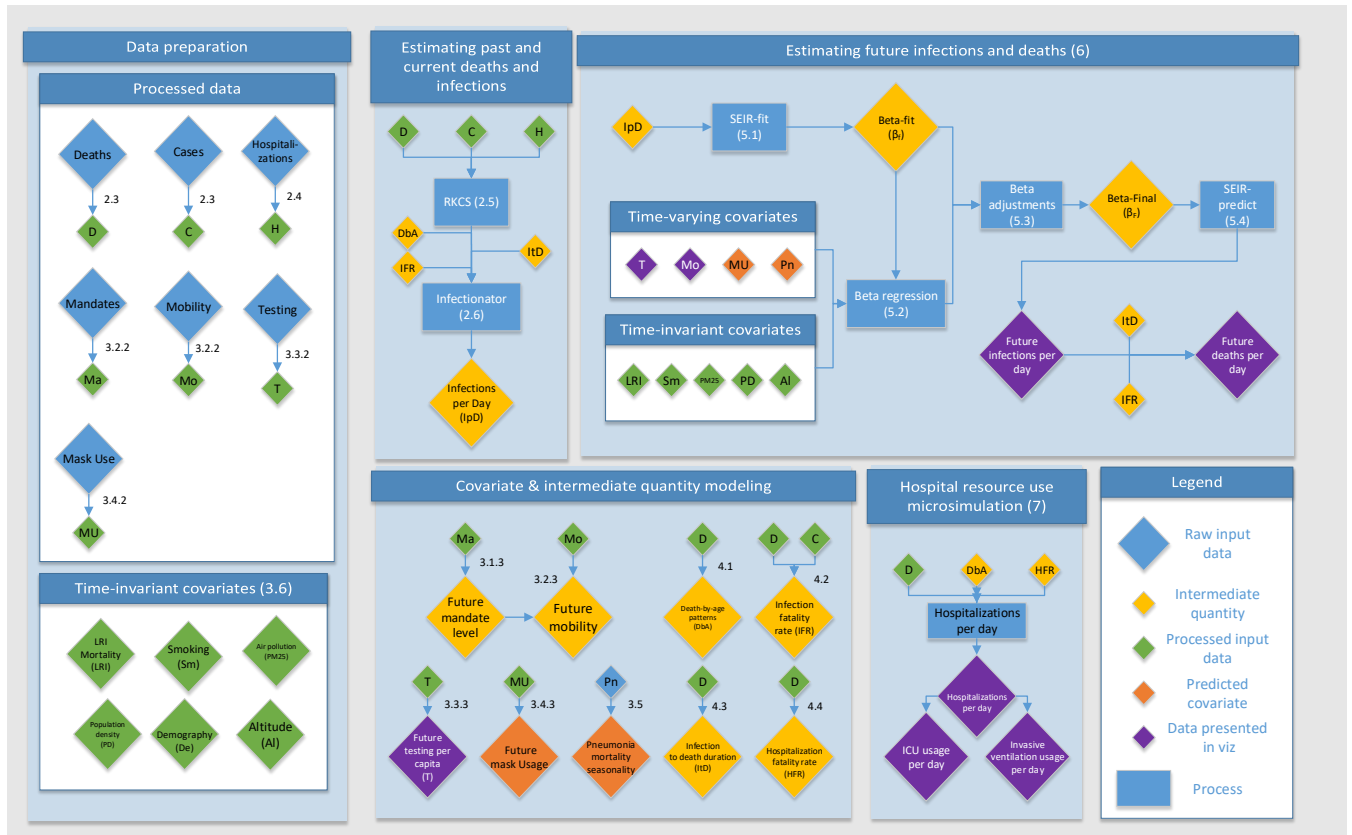 Data preparation
Processed data
Deaths
Cases
Hospitali-
zations
2.3
2.3
2.4
D
C
H
Mandates
Mobility
Testing
3.2.2
3.2.2
3.3.2
Ma
Mo
T
Mask Use
3.4.2
MU
Time-invariant covariates (3.6)
LRI
Mortality
(LRI)
Smoking
(Sm)
Air pollution
(PM25)
Population
density
(PD)
Demography
(De)
Altitude
(Al)
Estimating past and
current deaths and
infections
D
C
H
RKCS (2.5)
DbA
ItD
IFR
Infectionator
(2.6)
Infections
per Day
(IpD)
Estimating future infections and deaths (6)
IpD
SEIR-fit
(5.1)
Beta-fit
(βf)
Time-varying covariates
T
Mo
MU
Pn
Time-invariant covariates
LRI
Sm
PM25
PD
Al
Beta regression
(5.2)
Beta
adjustments
(5.3)
Beta-Final
(βF)
SEIR-
predict
(5.4)
Future
infections per
day
ItD
IFR
Future
deaths per
day
Covariate & intermediate quantity modeling
Ma
Mo
D
D
C
3.1.3
3.2.3
4.1
4.2
Future
mandate
level
Future
mobility
Death-by-age
patterns
(DbA)
Infection
fatality
rate (IFR)
T
MU
Pn
D
D
3.3.3
3.4.3
3.5
4.3
4.4
Future
testing per
capita
(T)
Future
mask Usage
Pneumonia
mortality
seasonality
Infection
to death duration
(ItD)
Hospitalization
fatality rate
(HFR)
Hospital resource use
microsimulation (7)
D
DbA
HFR
Hospitalizations
per day
Hospitalizations
per day
ICU usage
per day
Invasive
ventilation usage
per day
Legend
Raw input
data
Intermediate
quantity
Processed input
data
Predicted
covariate
Data presented
in viz
Process